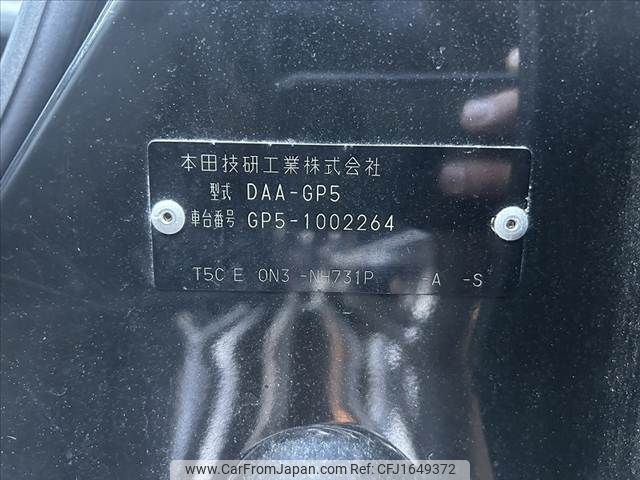 本田技研工業株式会社
型式 DAA-GP5
車台番号 GP5-1002264
T5C E 0N3 -NH731P -A -S
www.CarFromJapan.com | Ref No: CFJ1649372